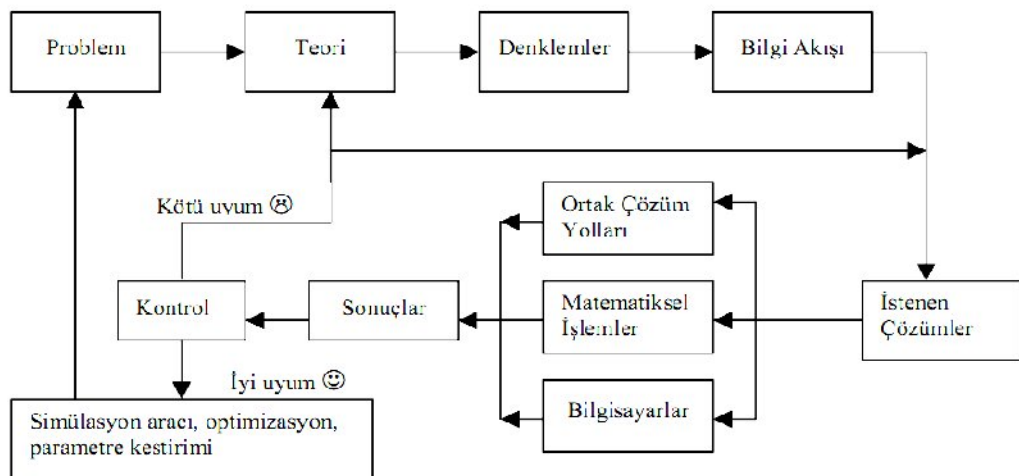 Problem
Teori
Denklemler
Bilgi Akışı
Kötü uyum ☹
Ortak Çözüm
Yolları
Kontrol
Sonuçlar
Matematiksel
İşlemler
İstenen
Çözümler
İyi uyum ☺
Bilgisayarlar
Simülasyon aracı, optimizasyon,
parametre kestirimi